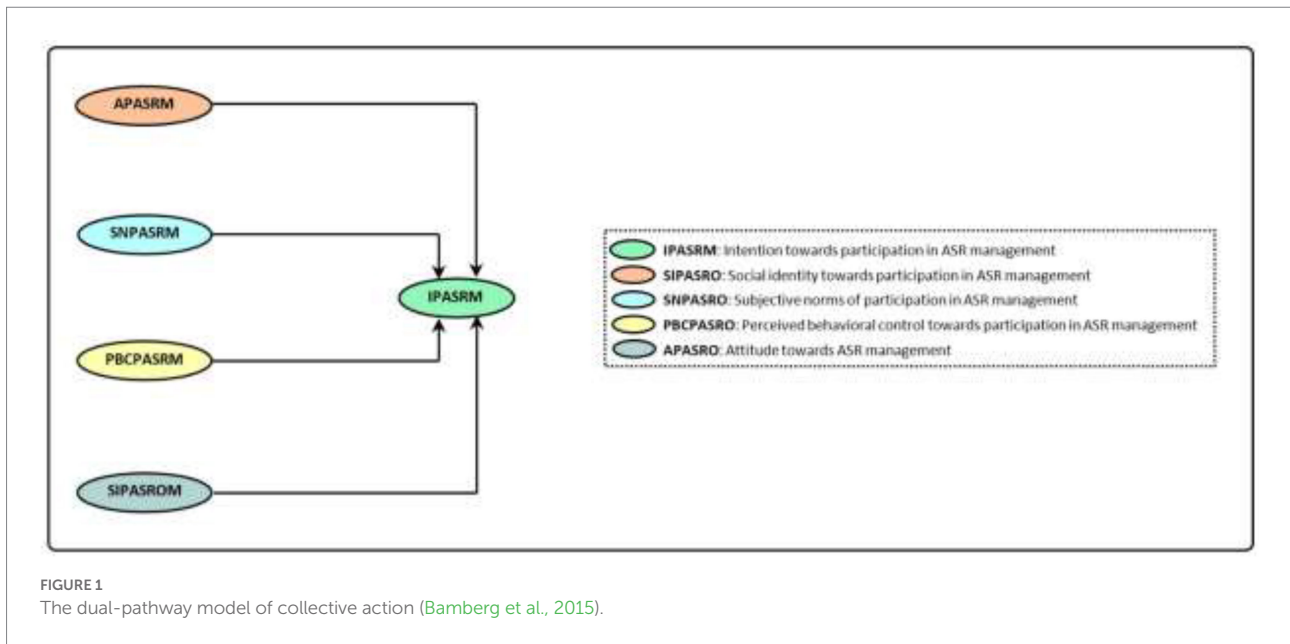 APASRM
SNPASRM
PBCPASRM
SIPASROM
IPASRM
IPASRM: Intention towards participation in ASR management
SIPASRO: Social identity towards participation in ASR management
SNPASRO: Subjective norms of participation in ASR management
PBCPASRO: Perceived behavioral control towards participation in ASR management
APASRO: Attitude towards ASR management
FIGURE 1
The dual-pathway model of collective action (Bamberg et al., 2015).